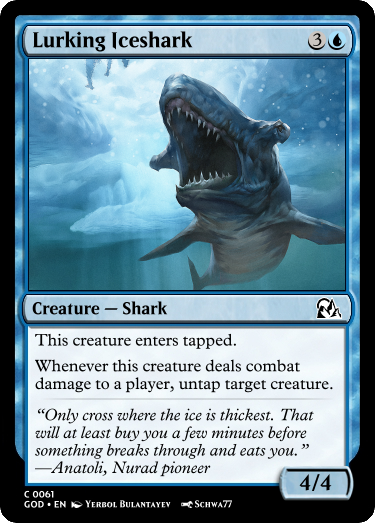 Lurking Iceshark 3
Creature — Shark
This creature enters tapped.
Whenever this creature deals combat
damage to a player, untap target creature.
“Only cross where the ice is thickest. That
will at least buy you a few minutes before
something breaks through and eats you.”
—Anatoli, Nurad pioneer
4/4
C 0061
GOD • EN Yerbol Bulantayev Schwa77